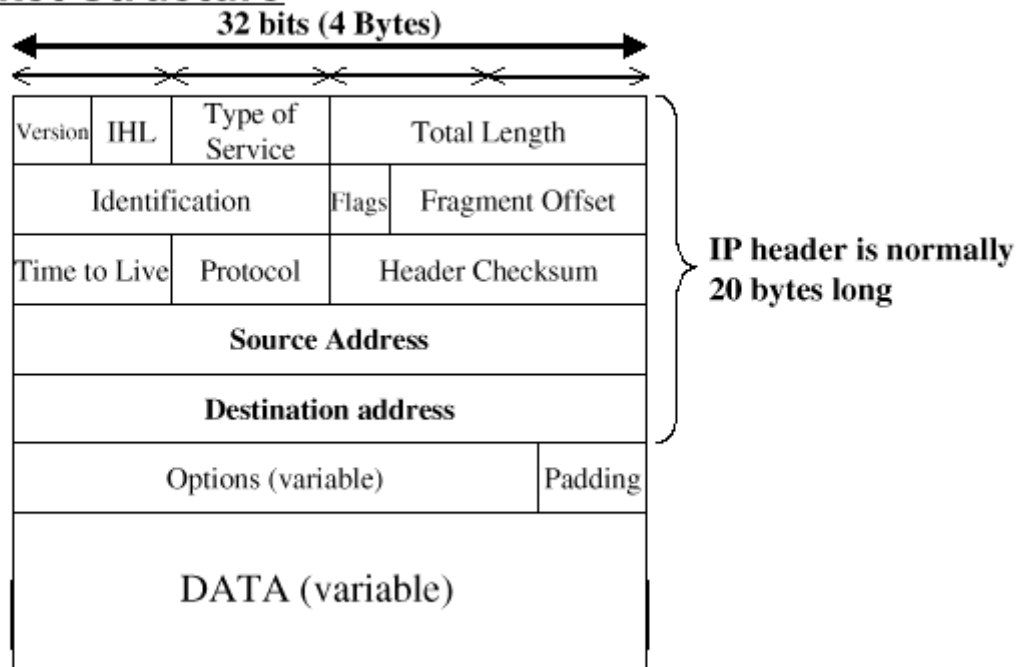 32 bits (4 Bytes)
Version IHL Type of Service Total Length
Identification Flags Fragment Offset
Time to Live Protocol Header Checksum
Source Address
Destination address
Options (variable) Padding
DATA (variable)
IP header is normally
20 bytes long